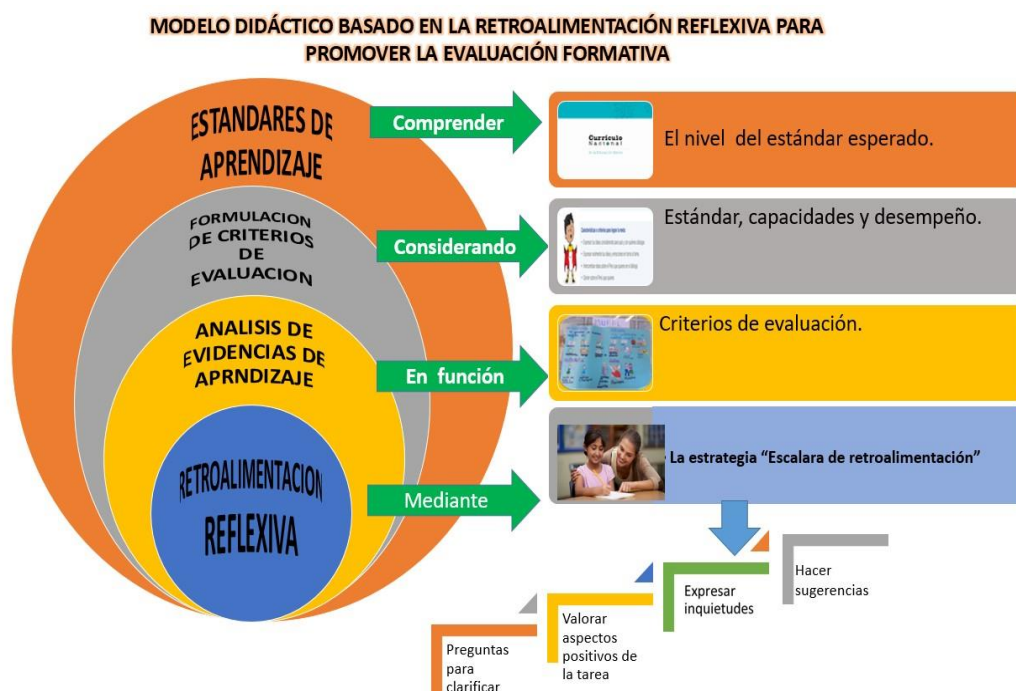 MODELO DIDÁCTICO BASADO EN LA RETROALIMENTACIÓN REFLEXIVA PARA
PROMOVER LA EVALUACIÓN FORMATIVA
ESTANDARES DE
APRENDIZAJE
Comprender
Currículo
Nacional
El nivel del estándar esperado.
FORMULACION
DE CRITERIOS
DE
EVALUACION
Considerando
Estándar, capacidades y desempeño.
ANALISIS DE
EVIDENCIAS DE
APRNDIZAJE
En función
Criterios de evaluación.
RETROALIMENTACION
REFLEXIVA
Mediante
La estrategia “Escalara de retroalimentación”
Preguntas
para
clarificar
Valorar
aspectos
positivos de
la tarea
Expresar
inquietudes
Hacer
sugerencias